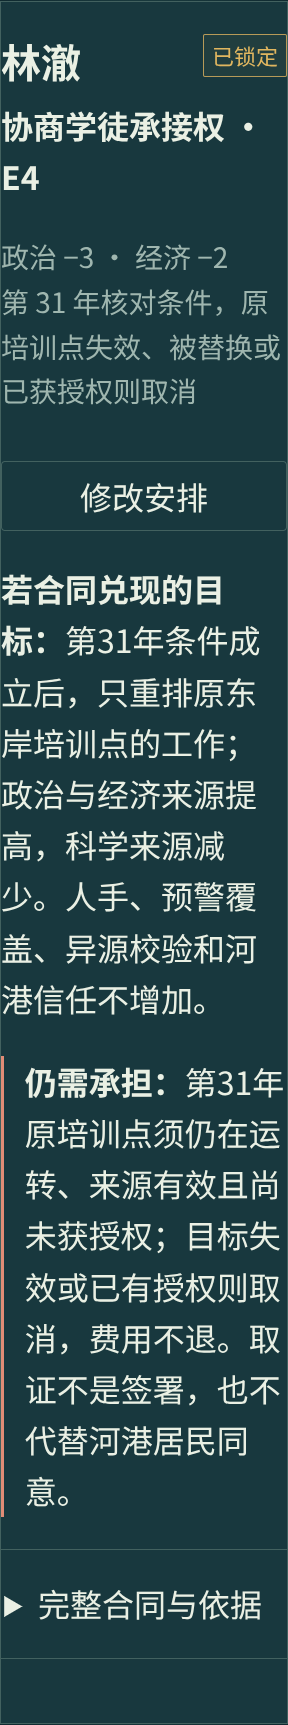 林澈
已锁定
协商学徒承接权 ·
E4
政治 −3 · 经济 −2
第 31 年核对条件，原
培训点失效、被替换或
已获授权则取消
修改安排
若合同兑现的目
标：第31年条件成
立后，只重排原东
岸培训点的工作；
政治与经济来源提
高，科学来源减
少。人手、预警覆
盖、异源校验和河
港信任不增加。
仍需承担：第31年
原培训点须仍在运
转、来源有效且尚
未获授权；目标失
效或已有授权则取
消，费用不退。取
证不是签署，也不
代替河港居民同
意。
▶ 完整合同与依据